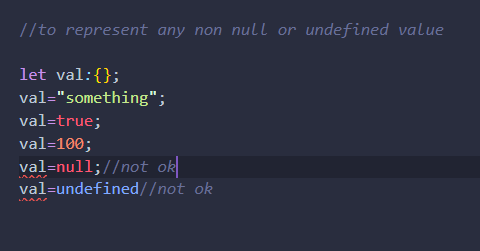 //to represent any non null or undefined value
let val:{};
val="something";
val=true;
val=100;
val=null;//not ok
val=undefined//not ok